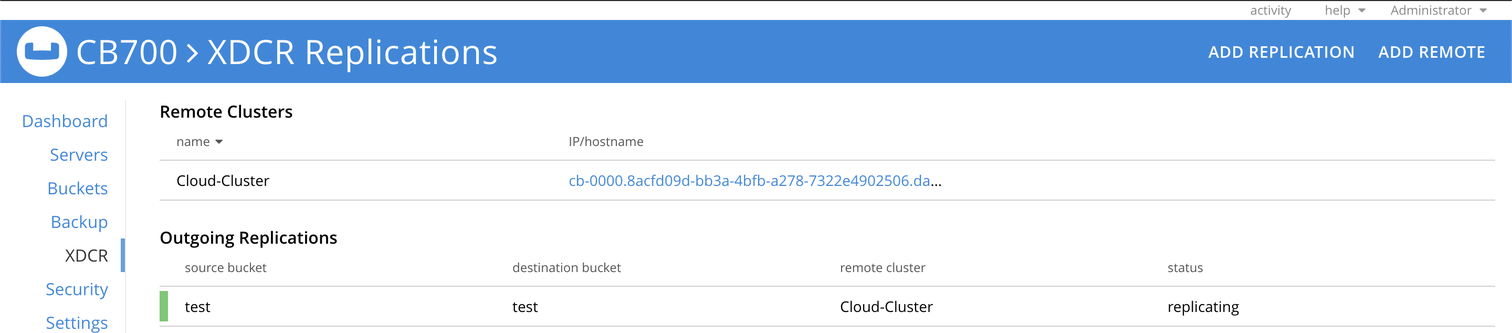 activity help Administrator
CB700 > XDCR Replications ADD REPLICATION ADD REMOTE
Remote Clusters
Dashboard
name IP/hostname
Servers
Cloud-Cluster cb-0000.8acfd09d-bb3a-4bfb-a278-7322e4902506.da...
Buckets
Backup
Outgoing Replications
XDCR
source bucket destination bucket remote cluster status
Security
test test Cloud-Cluster replicating
Settings